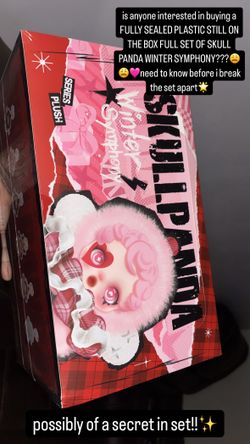 is anyone interested in buying a
FULLY SEALED PLASTIC STILL ON
THE BOX FULL SET OF SKULL
PANDA WINTER SYMPHONY???😩
😩💖need to know before i break
the set apart🌟
SKULLPANDA
Winter
Symphony
SERIES
PLUSH
possibly of a secret in set!!✨